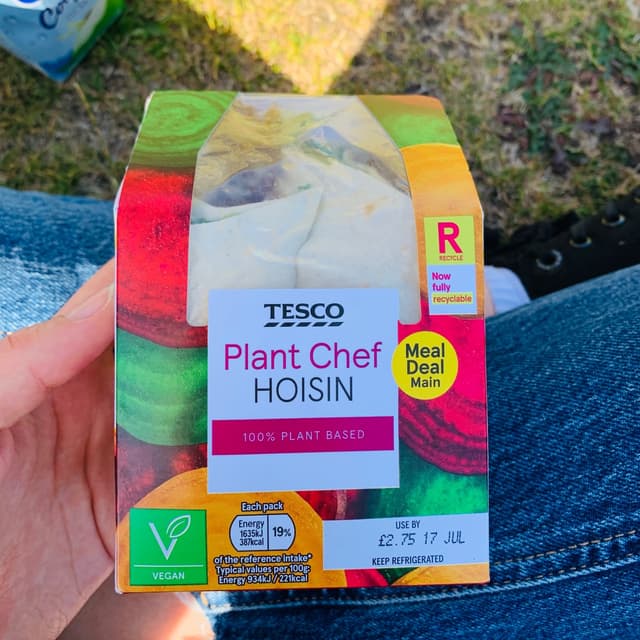 R
RECYCLE
Now
fully
recyclable
TESCO
Plant Chef
HOISIN
100% PLANT BASED
Meal
Deal
Main
V
VEGAN
Each pack
Energy
1635kJ
387kcal
19%
of the reference intake*
Typical values per 100g:
Energy 934kJ / 221kcal
USE BY
£2.75 17 JUL
KEEP REFRIGERATED